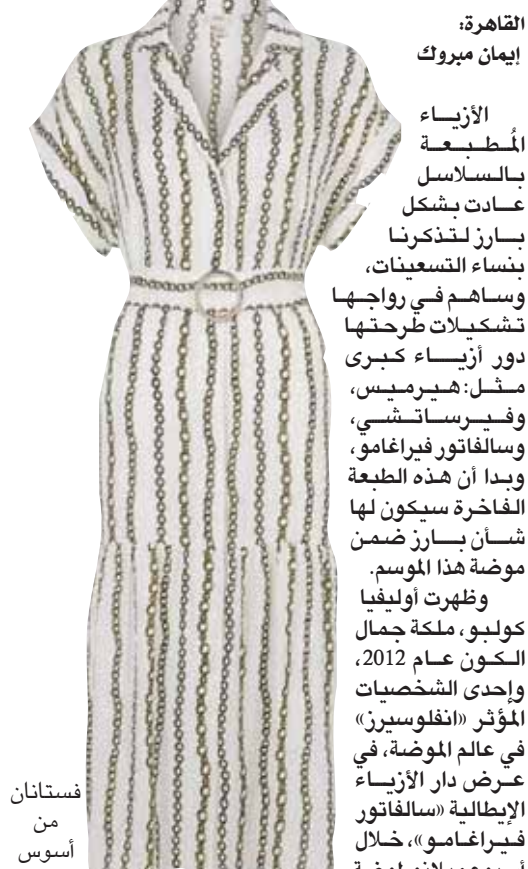 القاهرة:
إيمان مبروك
الأزياء
المُطبعة
بالسلاسل
عادت بشكل
بارز لتذكرنا
بنساء التسعينات،
وساهم في رواجها
تشكيلات طرحتها
دور أزياء كبرى
مثل: هيرميس،
وفيرساتشي،
وسالفاتور فيراغامو،
وبدا أن هذه الطبعة
الفاخرة سيكون لها
شأن بارز ضمن
موضة هذا الموسم.
وظهرت أوليفيا
كولبو، ملكة جمال
الكون عام 2012،
وإحدى الشخصيات
المؤثر «انفلوسيرز»
في عالم الموضة، في
عرض دار الأزياء
الإيطالية «سالفاتور
فيراغامو»، خلال
فستانان
من
أسوس